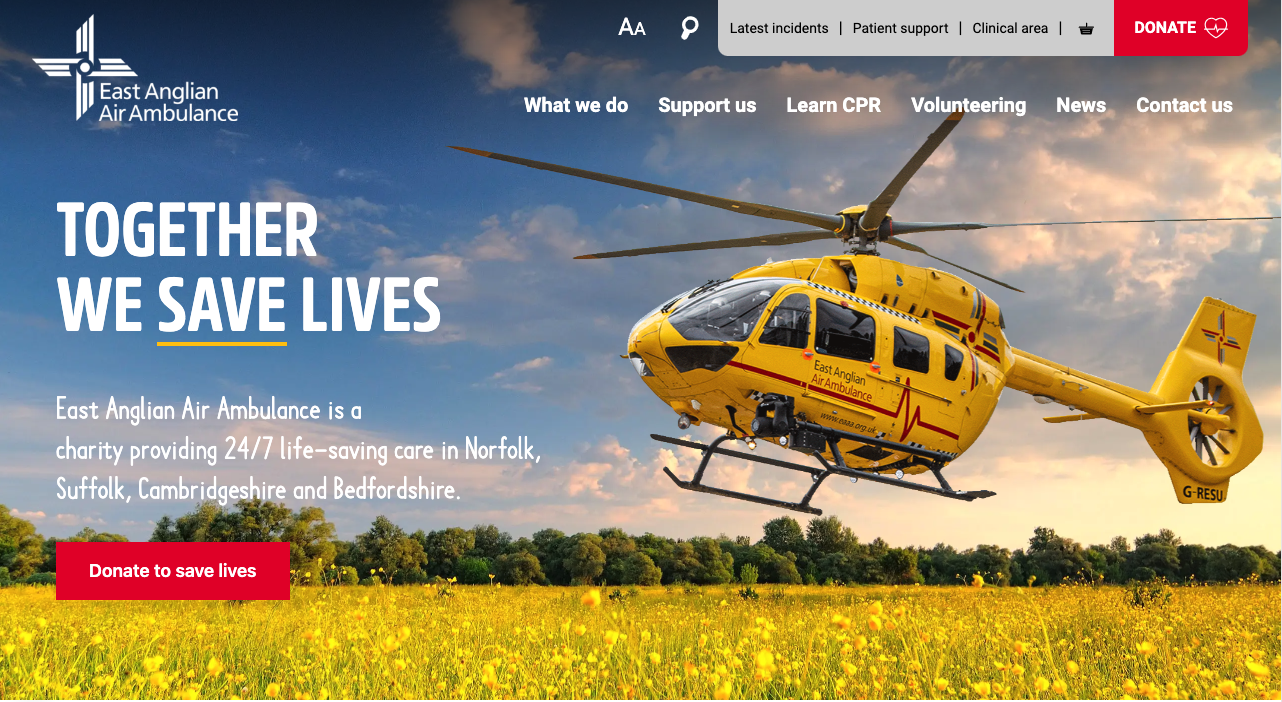 East Anglian
Air Ambulance
AA
Latest incidents | Patient support | Clinical area |
DONATE
What we do
Support us
Learn CPR
Volunteering
News
Contact us
TOGETHER
WE SAVE LIVES
East Anglian Air Ambulance is a
charity providing 24/7 life-saving care in Norfolk,
Suffolk, Cambridgeshire and Bedfordshire.
Donate to save lives
East Anglian
Air Ambulance
www.eaaa.org.uk
G-RESU